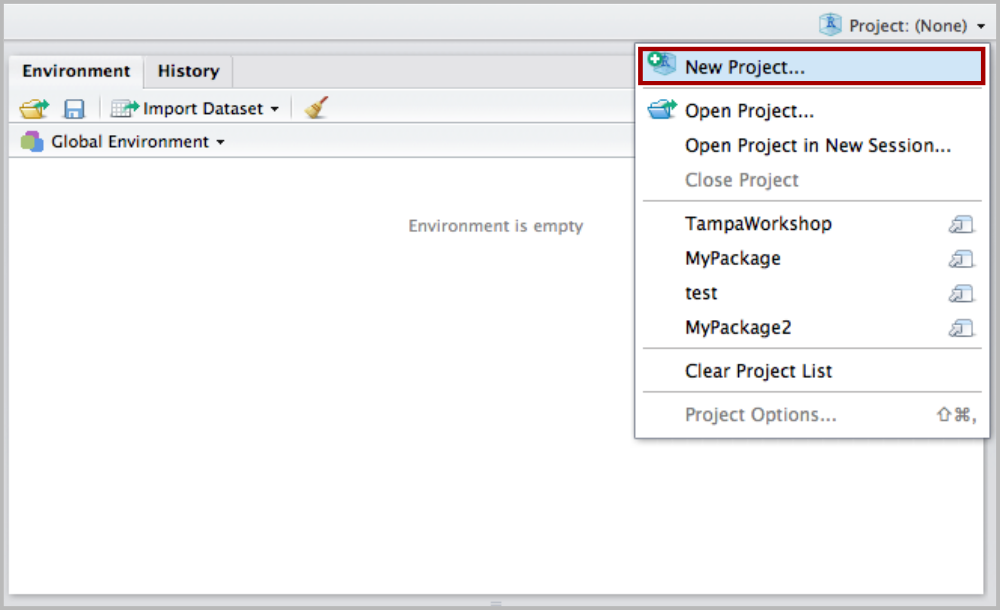 Project: (None)
Environment
History
Import Dataset
Global Environment
Environment is empty
New Project...
Open Project...
Open Project in New Session...
Close Project
TampaWorkshop
MyPackage
test
MyPackage2
Clear Project List
Project Options... ⇧⌘,